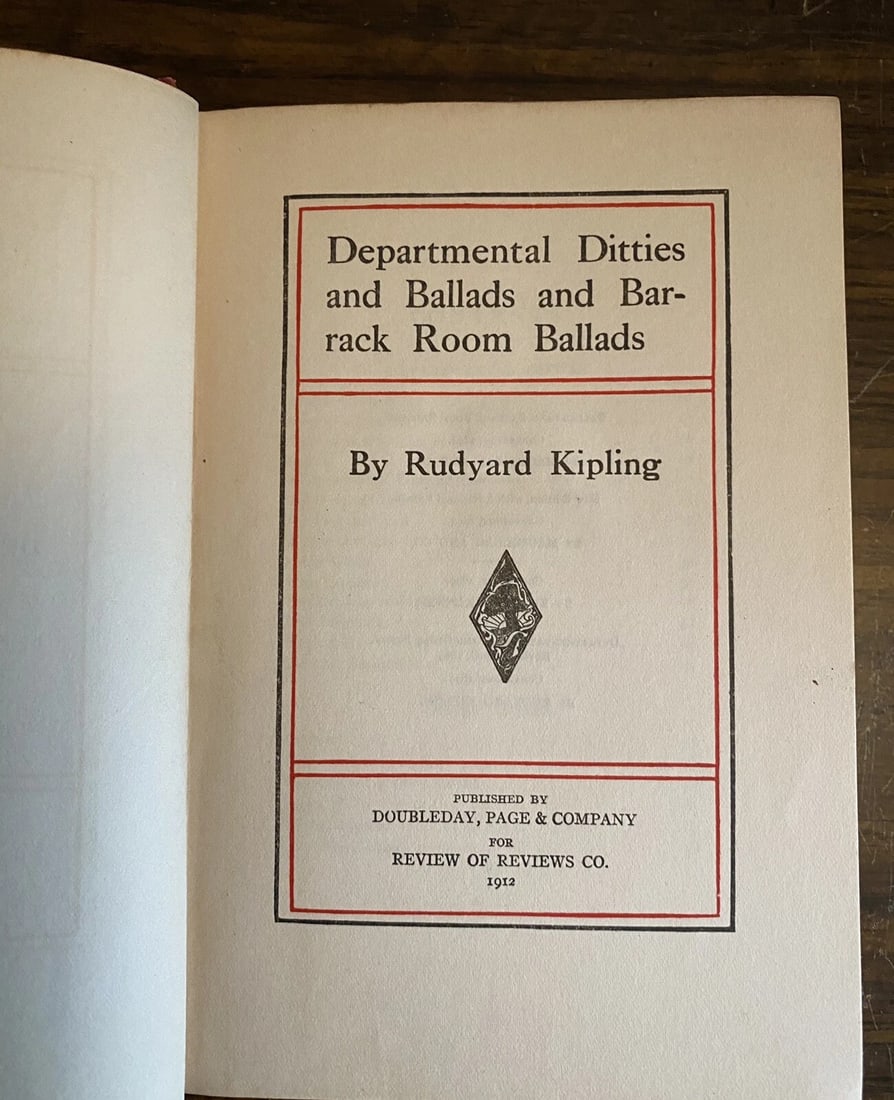 Departmental Ditties
and Ballads and Bar-
rack Room Ballads
By Rudyard Kipling
PUBLISHED BY
DOUBLEDAY, PAGE & COMPANY
FOR
REVIEW OF REVIEWS CO.
1912